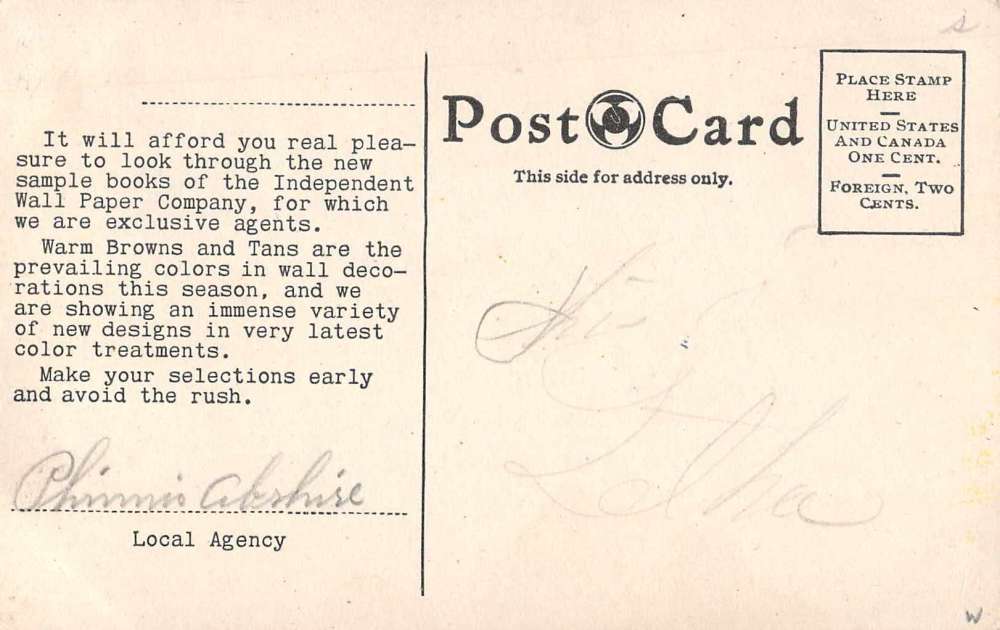 It will afford you real plea-
sure to look through the new
sample books of the Independent
Wall Paper Company, for which
we are exclusive agents.
Warm Browns and Tans are the
prevailing colors in wall deco-
rations this season, and we
are showing an immense variety
of new designs in very latest
color treatments.
Make your selections early
and avoid the rush.
Phinnis Abshire
Local Agency
Post Card
This side for address only.
PLACE STAMP
HERE
UNITED STATES
AND CANADA
ONE CENT.
FOREIGN, TWO
CENTS.
W